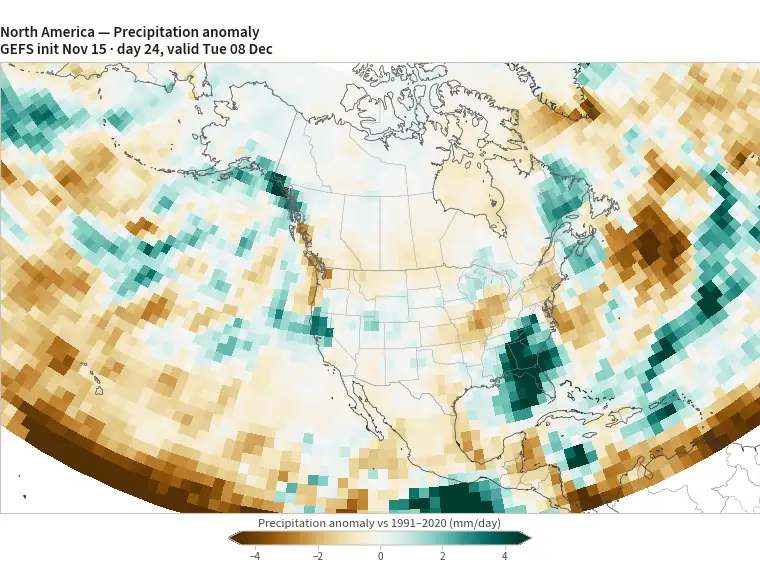 North America — Precipitation anomaly
GEFS init Nov 15 · day 24, valid Tue 08 Dec
Precipitation anomaly vs 1991–2020 (mm/day)
−4 −2 0 2 4